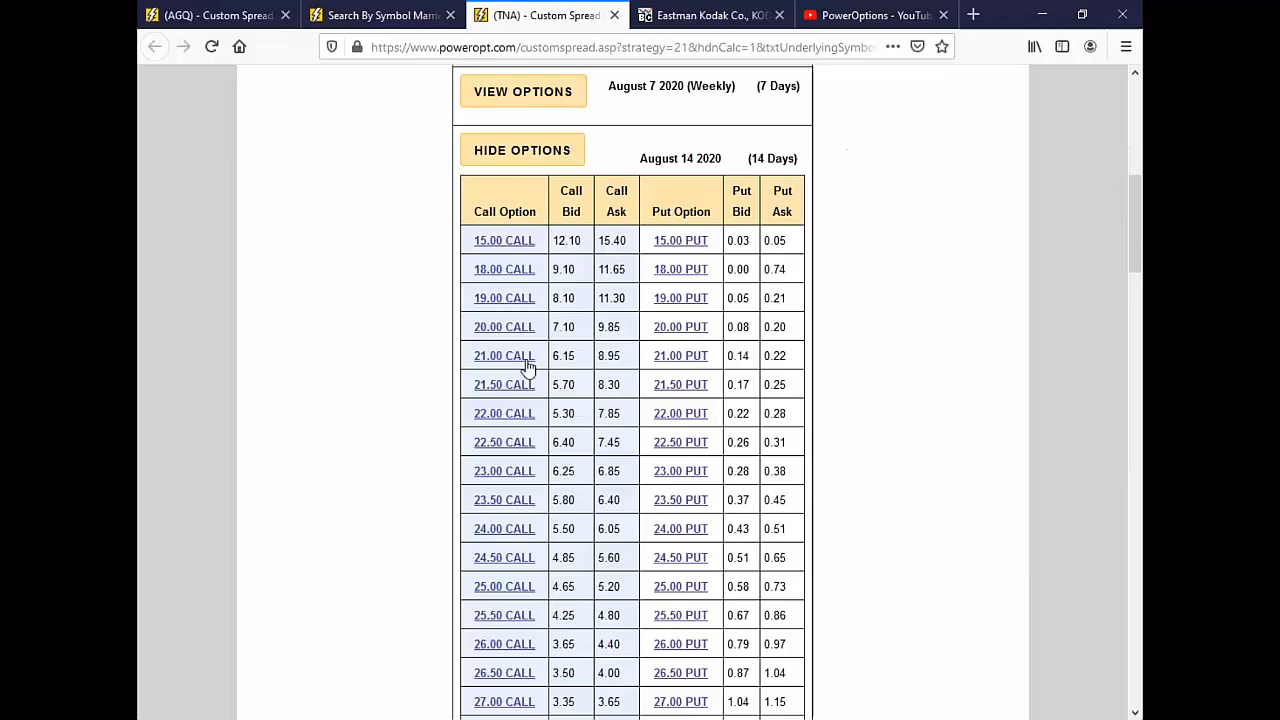 (AGQ) - Custom Spread
Search By Symbol Marri
(TNA) - Custom Spread
Eastman Kodak Co., KOD
PowerOptions - YouTube
https://www.poweropt.com/customspread.asp?strategy=21&hdnCalc=1&txtUnderlyingSymbo
VIEW OPTIONS August 7 2020 (Weekly) (7 Days)
HIDE OPTIONS August 14 2020 (14 Days)
Call Option Call Bid Call Ask Put Option Put Bid Put Ask
15.00 CALL 12.10 15.40 15.00 PUT 0.03 0.05
18.00 CALL 9.10 11.65 18.00 PUT 0.00 0.74
19.00 CALL 8.10 11.30 19.00 PUT 0.05 0.21
20.00 CALL 7.10 9.85 20.00 PUT 0.08 0.20
21.00 CALL 6.15 8.95 21.00 PUT 0.14 0.22
21.50 CALL 5.70 8.30 21.50 PUT 0.17 0.25
22.00 CALL 5.30 7.85 22.00 PUT 0.22 0.28
22.50 CALL 6.40 7.45 22.50 PUT 0.26 0.31
23.00 CALL 6.25 6.85 23.00 PUT 0.28 0.38
23.50 CALL 5.80 6.40 23.50 PUT 0.37 0.45
24.00 CALL 5.50 6.05 24.00 PUT 0.43 0.51
24.50 CALL 4.85 5.60 24.50 PUT 0.51 0.65
25.00 CALL 4.65 5.20 25.00 PUT 0.58 0.73
25.50 CALL 4.25 4.80 25.50 PUT 0.67 0.86
26.00 CALL 3.65 4.40 26.00 PUT 0.79 0.97
26.50 CALL 3.50 4.00 26.50 PUT 0.87 1.04
27.00 CALL 3.35 3.65 27.00 PUT 1.04 1.15